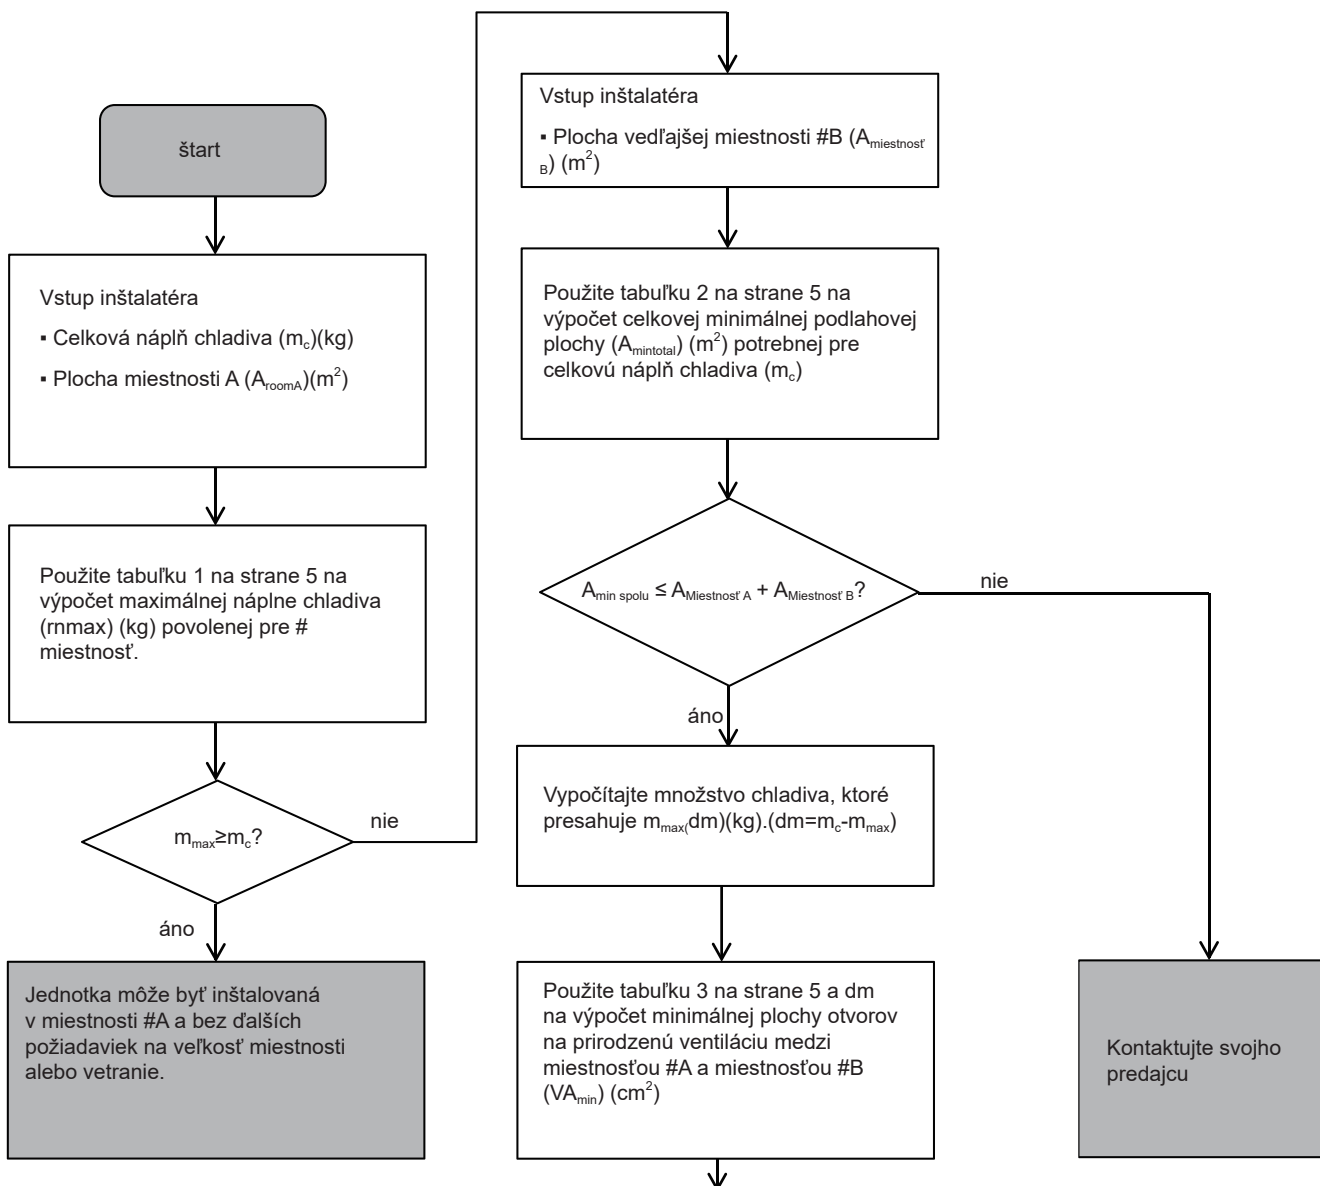 štart
Vstup inštalatéra
▪ Celková náplň chladiva (mc)(kg)
▪ Plocha miestnosti A (AroomA)(m²)
Použite tabuľku 1 na strane 5 na
výpočet maximálnej náplne chladiva
(rnmax) (kg) povolenej pre #
miestnosť.
mmax≥mc?
nie
áno
Jednotka môže byť inštalovaná
v miestnosti #A a bez ďalších
požiadaviek na veľkosť miestnosti
alebo vetranie.
Vstup inštalatéra
▪ Plocha vedľajšej miestnosti #B (Amiestnosť
B) (m²)
Použite tabuľku 2 na strane 5 na
výpočet celkovej minimálnej podlahovej
plochy (Amintotal) (m²) potrebnej pre
celkovú náplň chladiva (mc)
Amin spolu ≤ AMiestnosť A + AMiestnosť B?
nie
áno
Vypočítajte množstvo chladiva, ktoré
presahuje mmax(dm)(kg).(dm=mc-mmax)
Použite tabuľku 3 na strane 5 a dm
na výpočet minimálnej plochy otvorov
na prirodzenú ventiláciu medzi
miestnosťou #A a miestnosťou #B
(VAmin) (cm²)
Kontaktujte svojho
predajcu